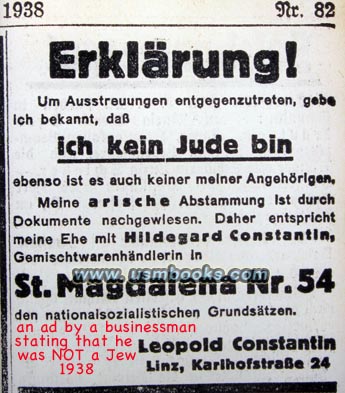 1938 Nr. 82
Erklärung!
Um Ausstreuungen entgegenzutreten, gebe
ich bekannt, daß
ich kein Jude bin
ebenso ist es auch keiner meiner Angehörigen.
Meine arische Abstammung ist durch
Dokumente nachgewiesen. Daher entspricht
meine Ehe mit Hildegard Constantin,
Gemischtwarenhändlerin in
www.usmbooks.com
St. Magdalena Nr. 54
den nationalsozialistischen Grundsätzen.
an ad by a businessman
stating that he
was NOT a Jew
1938
Leopold Constantin
Linz, Karlhofstraße 24